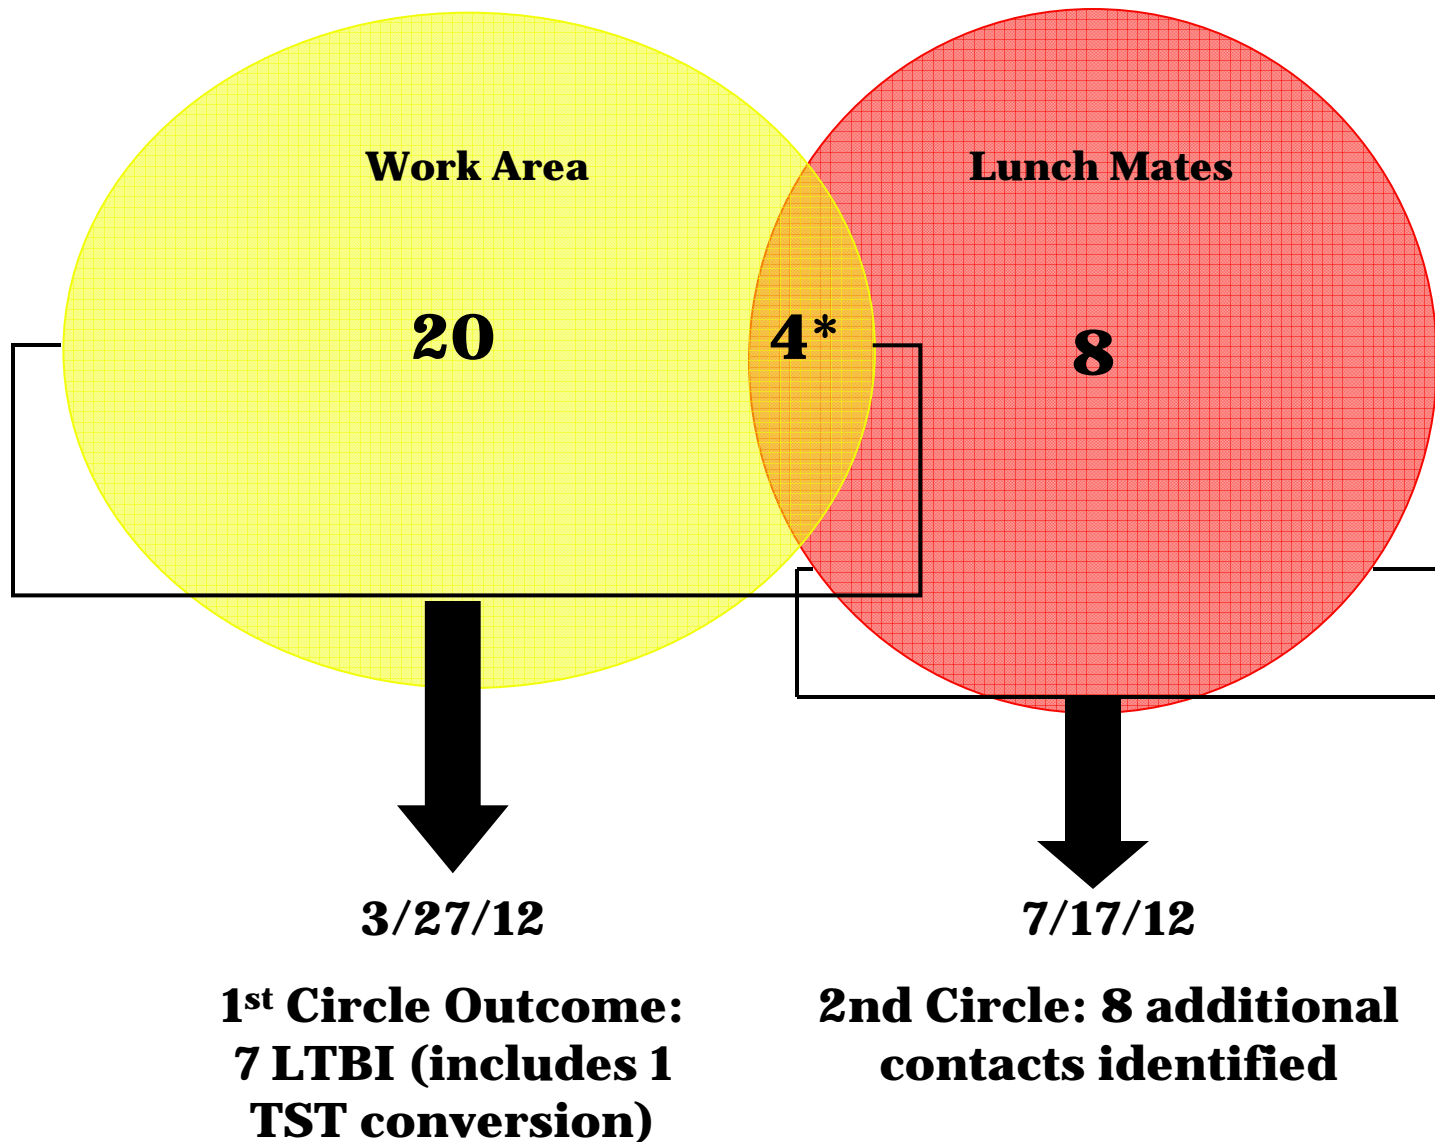 Work Area
Lunch Mates
20
4*
8
3/27/12
1st Circle Outcome:
7 LTBI (includes 1
TST conversion)
7/17/12
2nd Circle: 8 additional
contacts identified